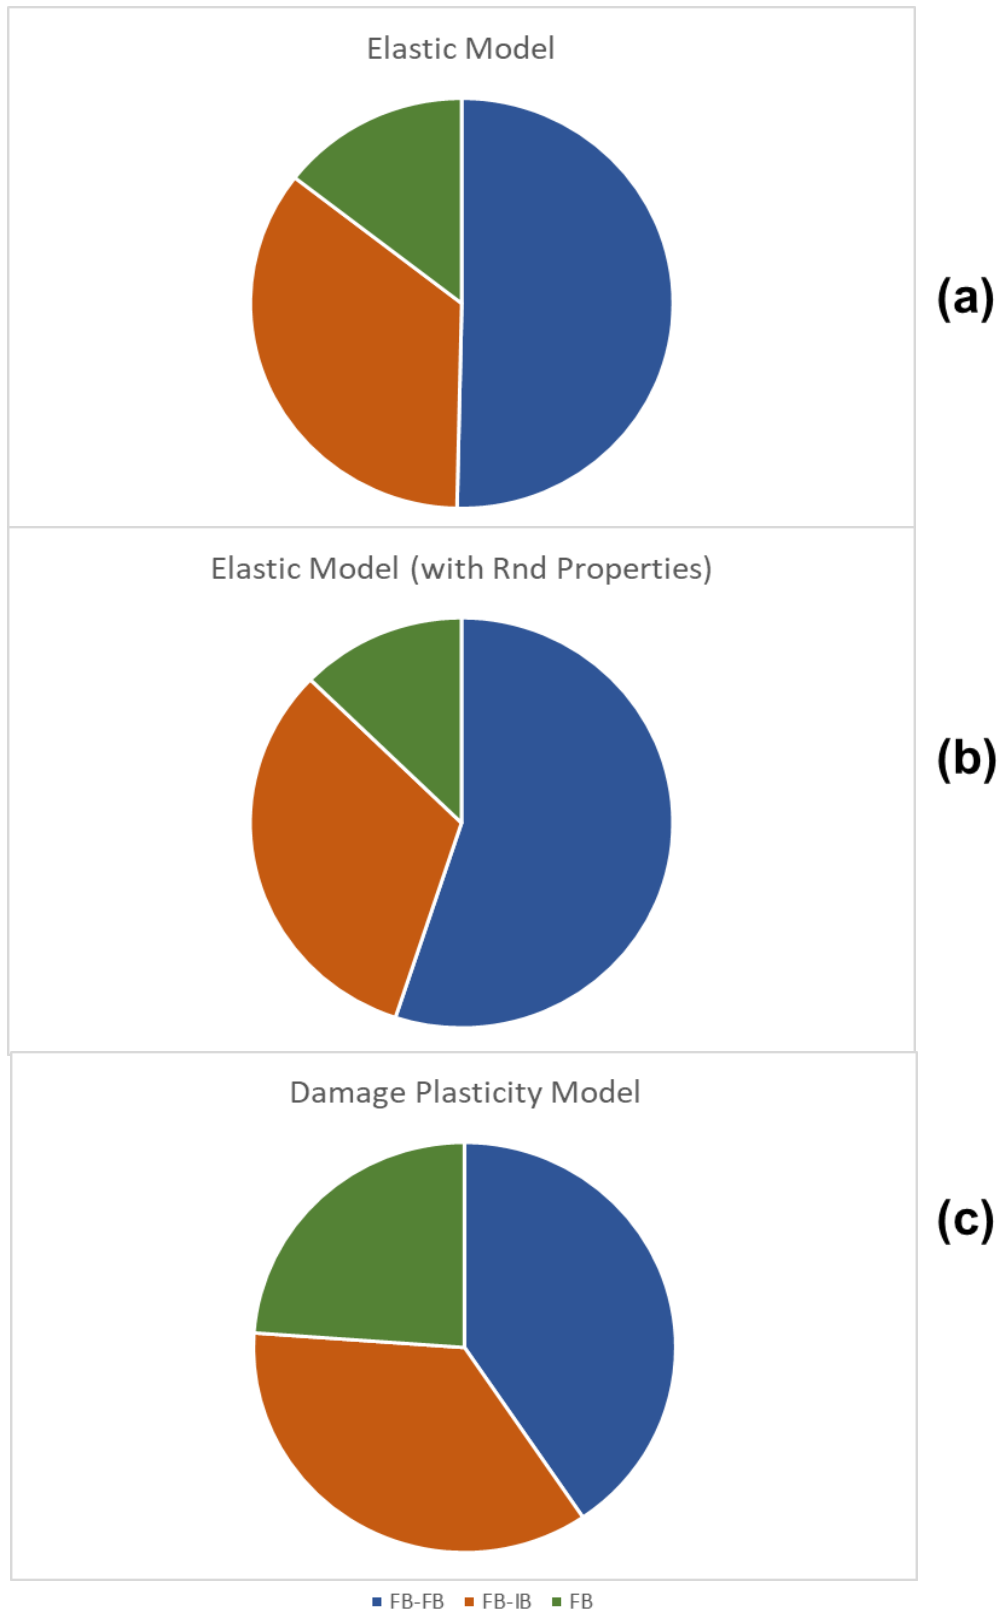 Elastic Model
(a)
Elastic Model (with Rnd Properties)
(b)
Damage Plasticity Model
(c)
FB-FB FB-IB FB